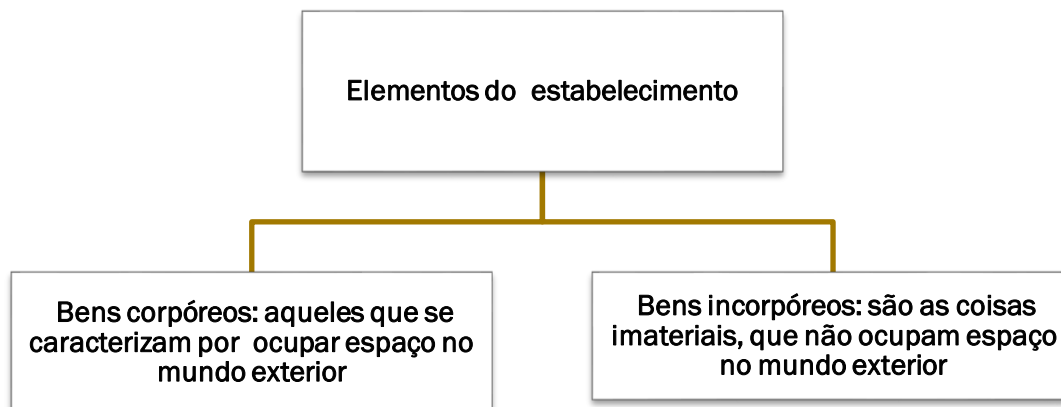 Elementos do estabelecimento
Bens corpóreos: aqueles que se
caracterizam por ocupar espaço no
mundo exterior
Bens incorpóreos: são as coisas
imateriais, que não ocupam espaço
no mundo exterior